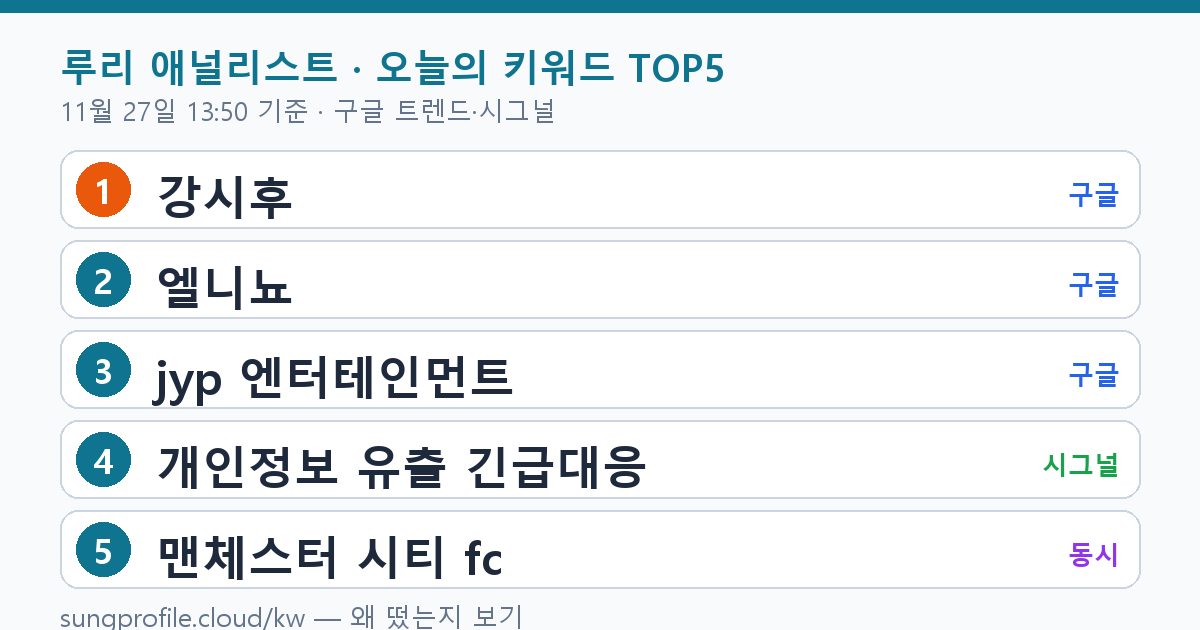 루리 애널리스트 · 오늘의 키워드 TOP5
11월 27일 13:50 기준 · 구글 트렌드·시그널
1 강시후 구글
2 엘니뇨 구글
3 jyp 엔터테인먼트 구글
4 개인정보 유출 긴급대응 시그널
5 맨체스터 시티 fc 동시
sungprofile.cloud/kw — 왜 떴는지 보기